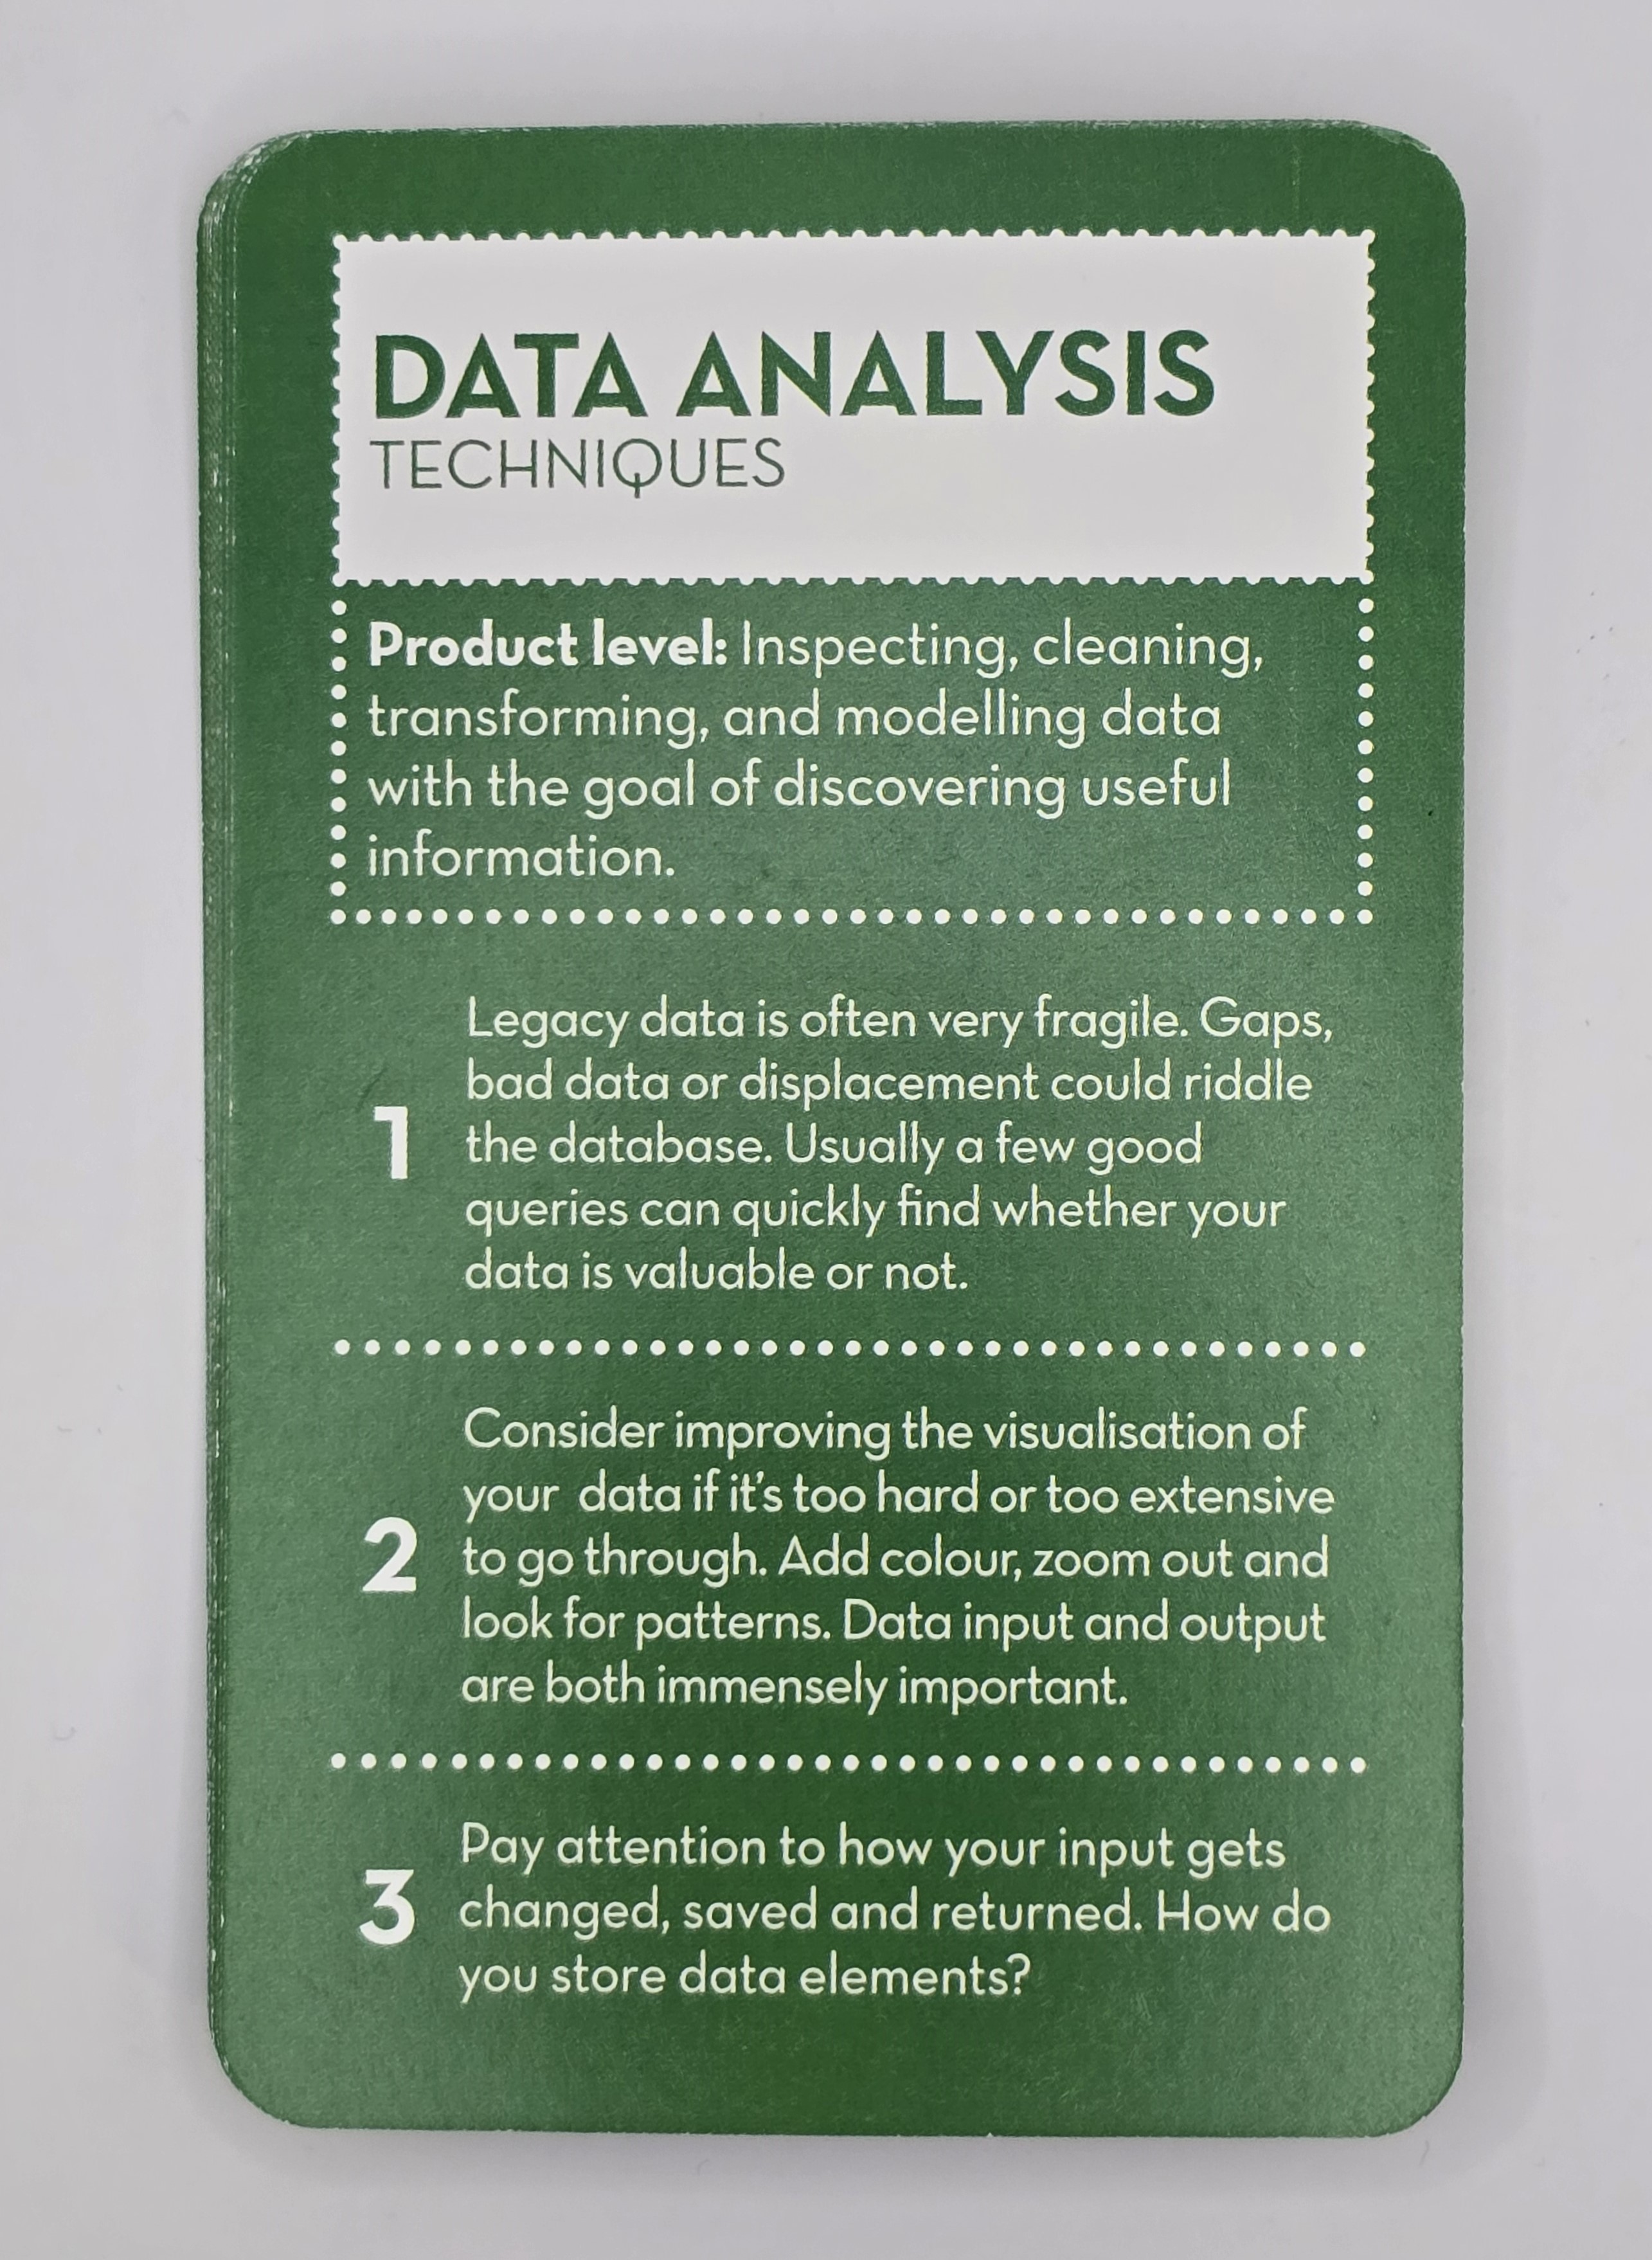 DATA ANALYSIS
TECHNIQUES
Product level: Inspecting, cleaning,
transforming, and modelling data
with the goal of discovering useful
information.
1
Legacy data is often very fragile. Gaps,
bad data or displacement could riddle
the database. Usually a few good
queries can quickly find whether your
data is valuable or not.
2
Consider improving the visualisation of
your  data if it's too hard or too extensive
to go through. Add colour, zoom out and
look for patterns. Data input and output
are both immensely important.
3
Pay attention to how your input gets
changed, saved and returned. How do
you store data elements?